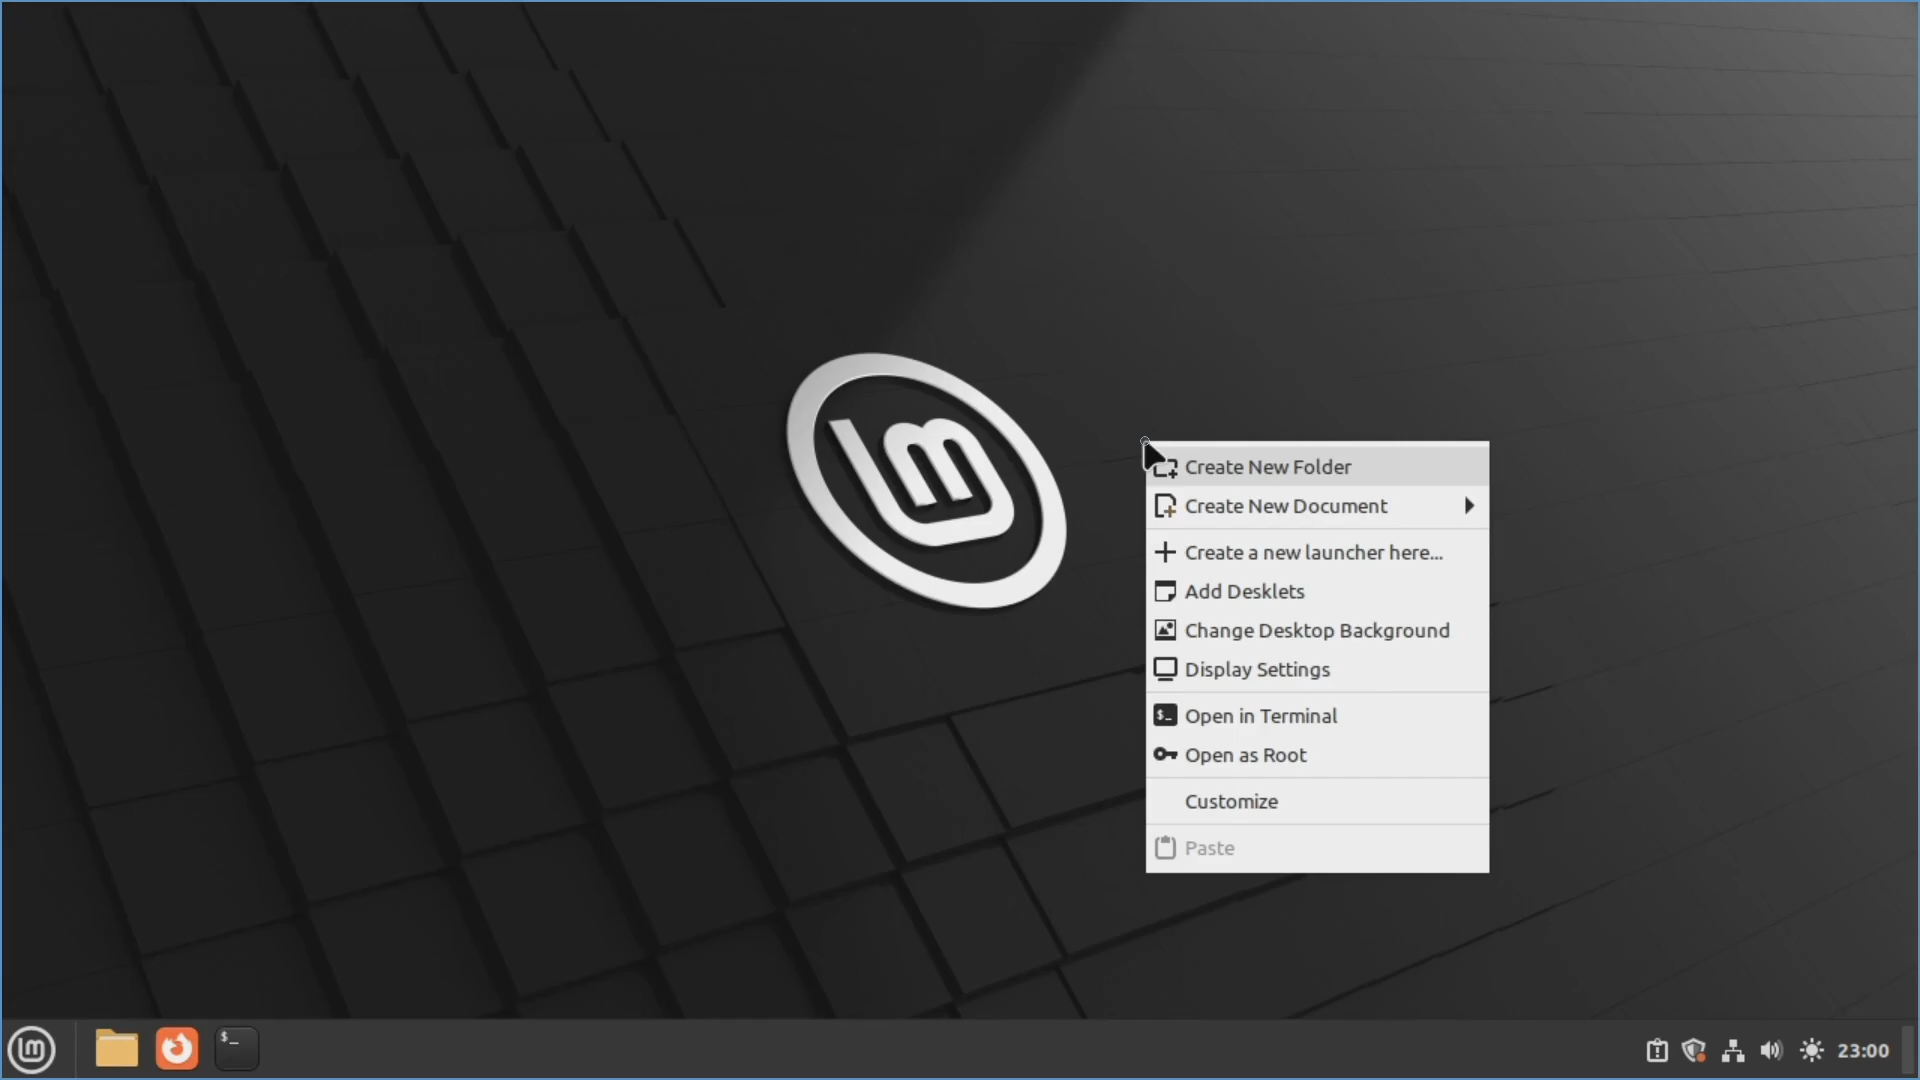 Create New Folder
Create New Document
Create a new launcher here...
Add Desklets
Change Desktop Background
Display Settings
$_ Open in Terminal
Open as Root
Customize
Paste
$_
23:00